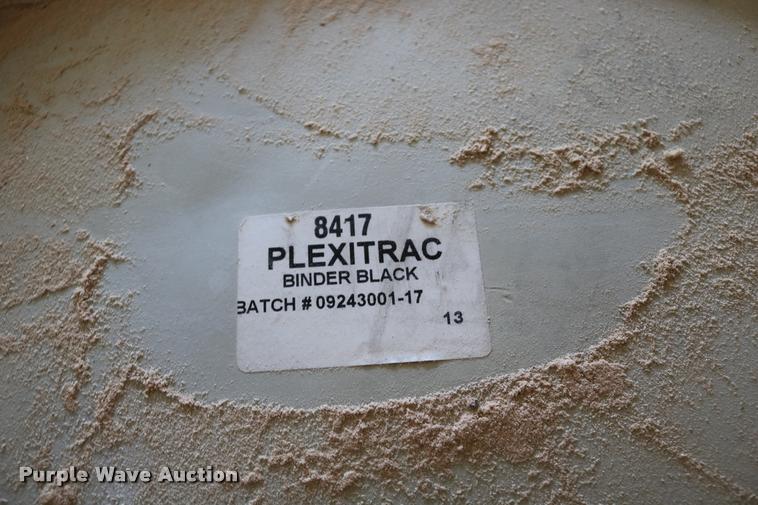 8417
PLEXITRAC
BINDER BLACK
BATCH # 09243001-17
13
Purple Wave Auction